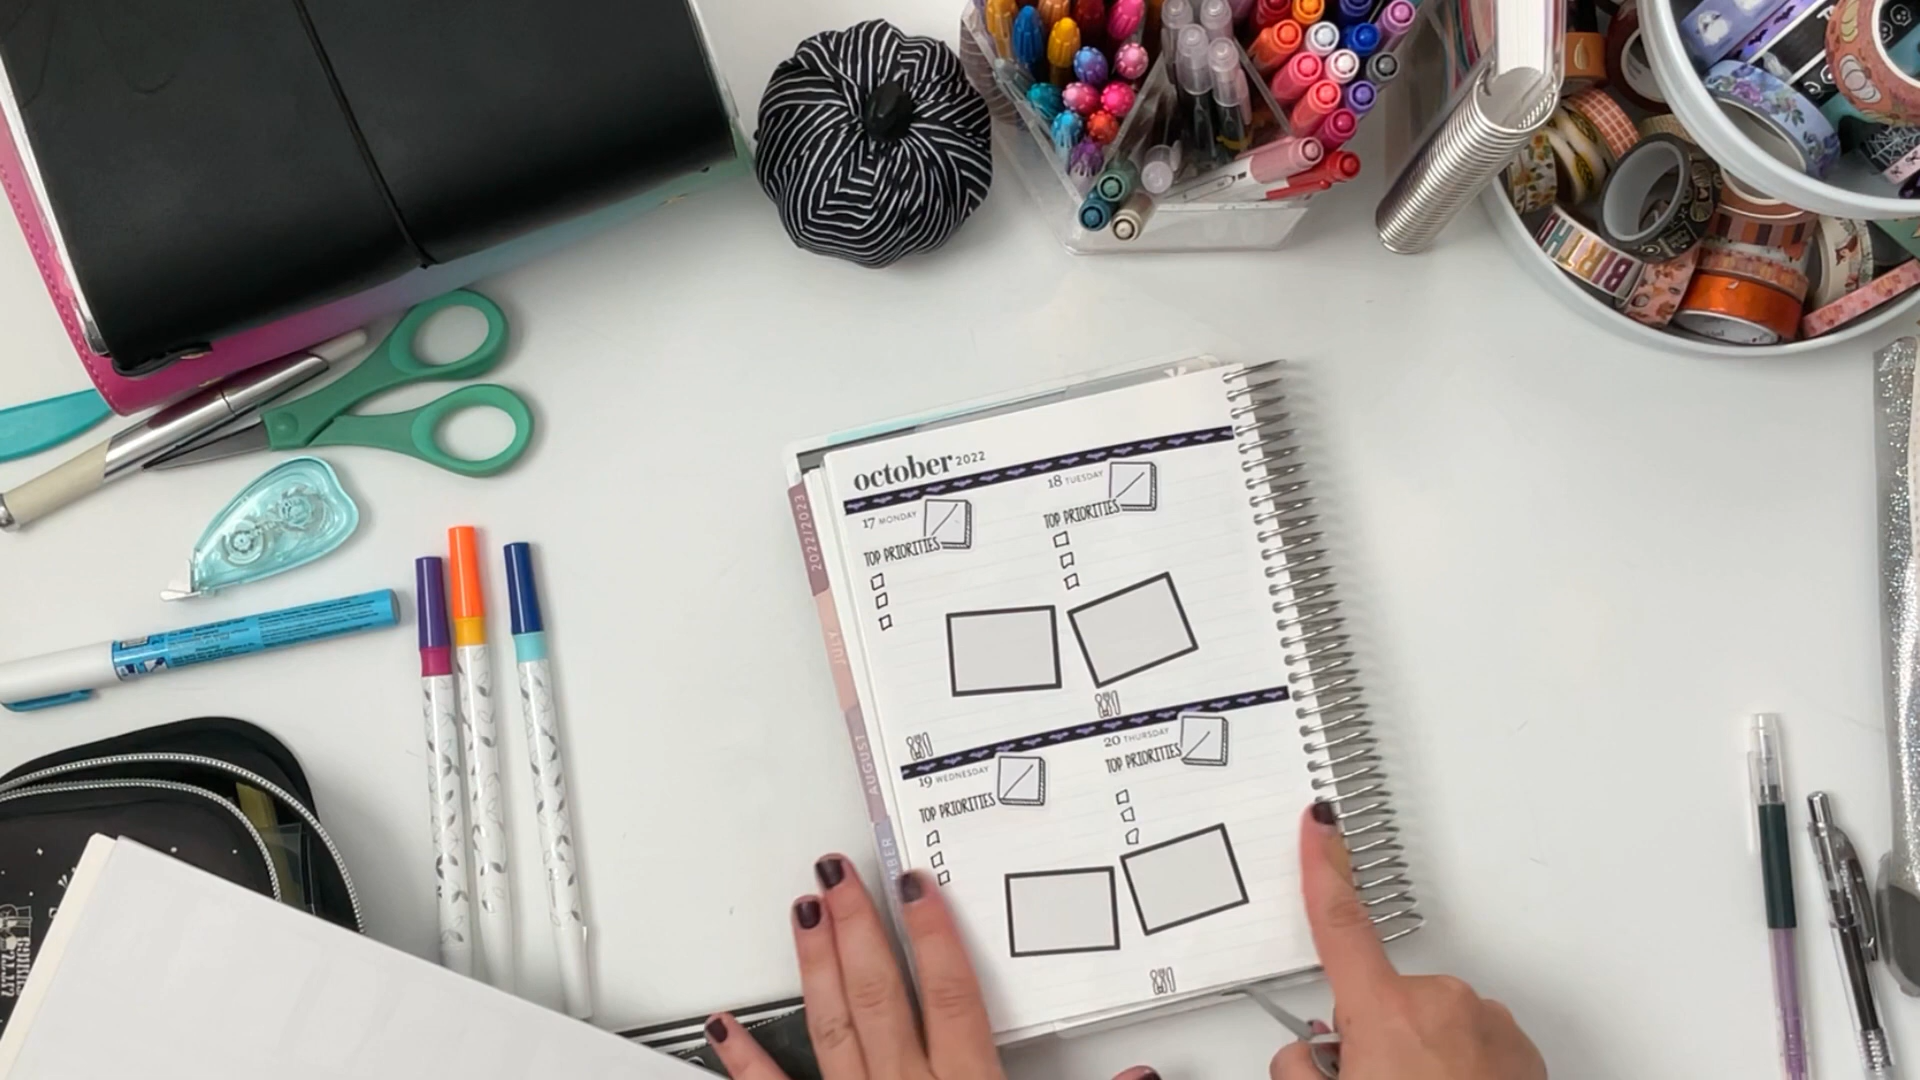 october 2022
17 MONDAY
TOP PRIORITIES
18 TUESDAY
TOP PRIORITIES
19 WEDNESDAY
TOP PRIORITIES
20 THURSDAY
TOP PRIORITIES
2022/2023
JULY
AUGUST
BIRTH